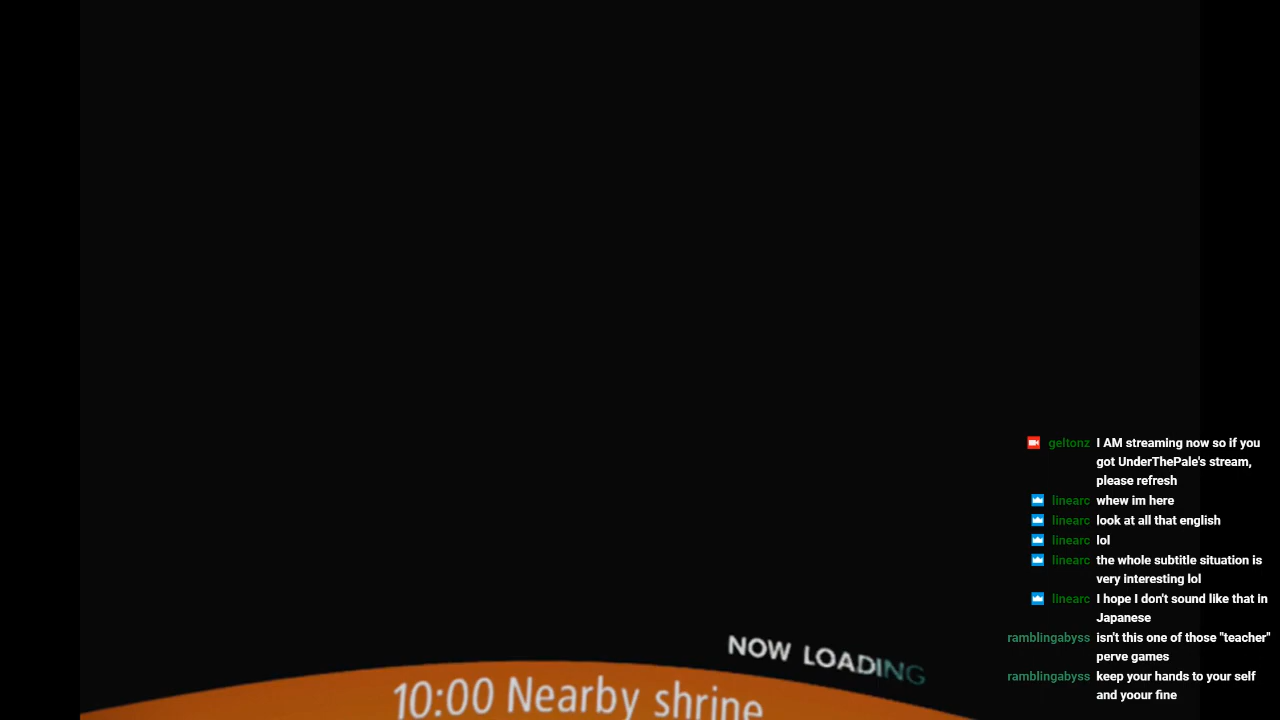 geltonz I AM streaming now so if you
got UnderThePale's stream,
please refresh
linearc whew im here
linearc look at all that english
linearc lol
linearc the whole subtitle situation is
very interesting lol
linearc I hope I don't sound like that in
Japanese
ramblingabyss isn't this one of those "teacher"
perve games
ramblingabyss keep your hands to your self
and yoour fine
NOW LOADING
10:00 Nearby shrine